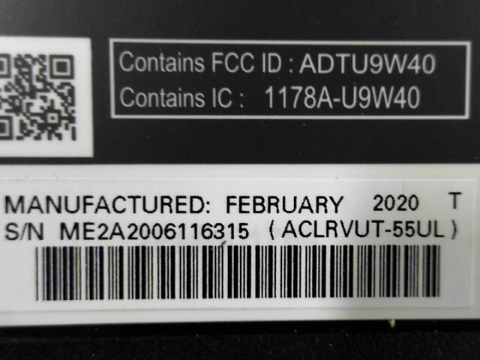 Contains FCC ID : ADTU9W40
Contains IC : 1178A-U9W40
MANUFACTURED: FEBRUARY 2020 T
S/N ME2A2006116315 (ACLRVUT-55UL)